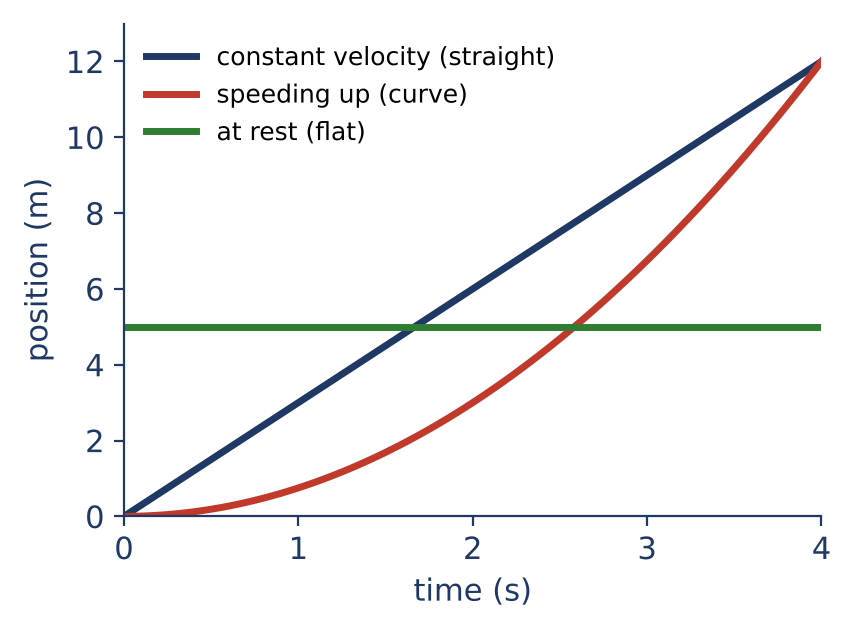 constant velocity (straight)
speeding up (curve)
at rest (flat)
position (m)
12
10
8
6
4
2
0
0 1 2 3 4
time (s)